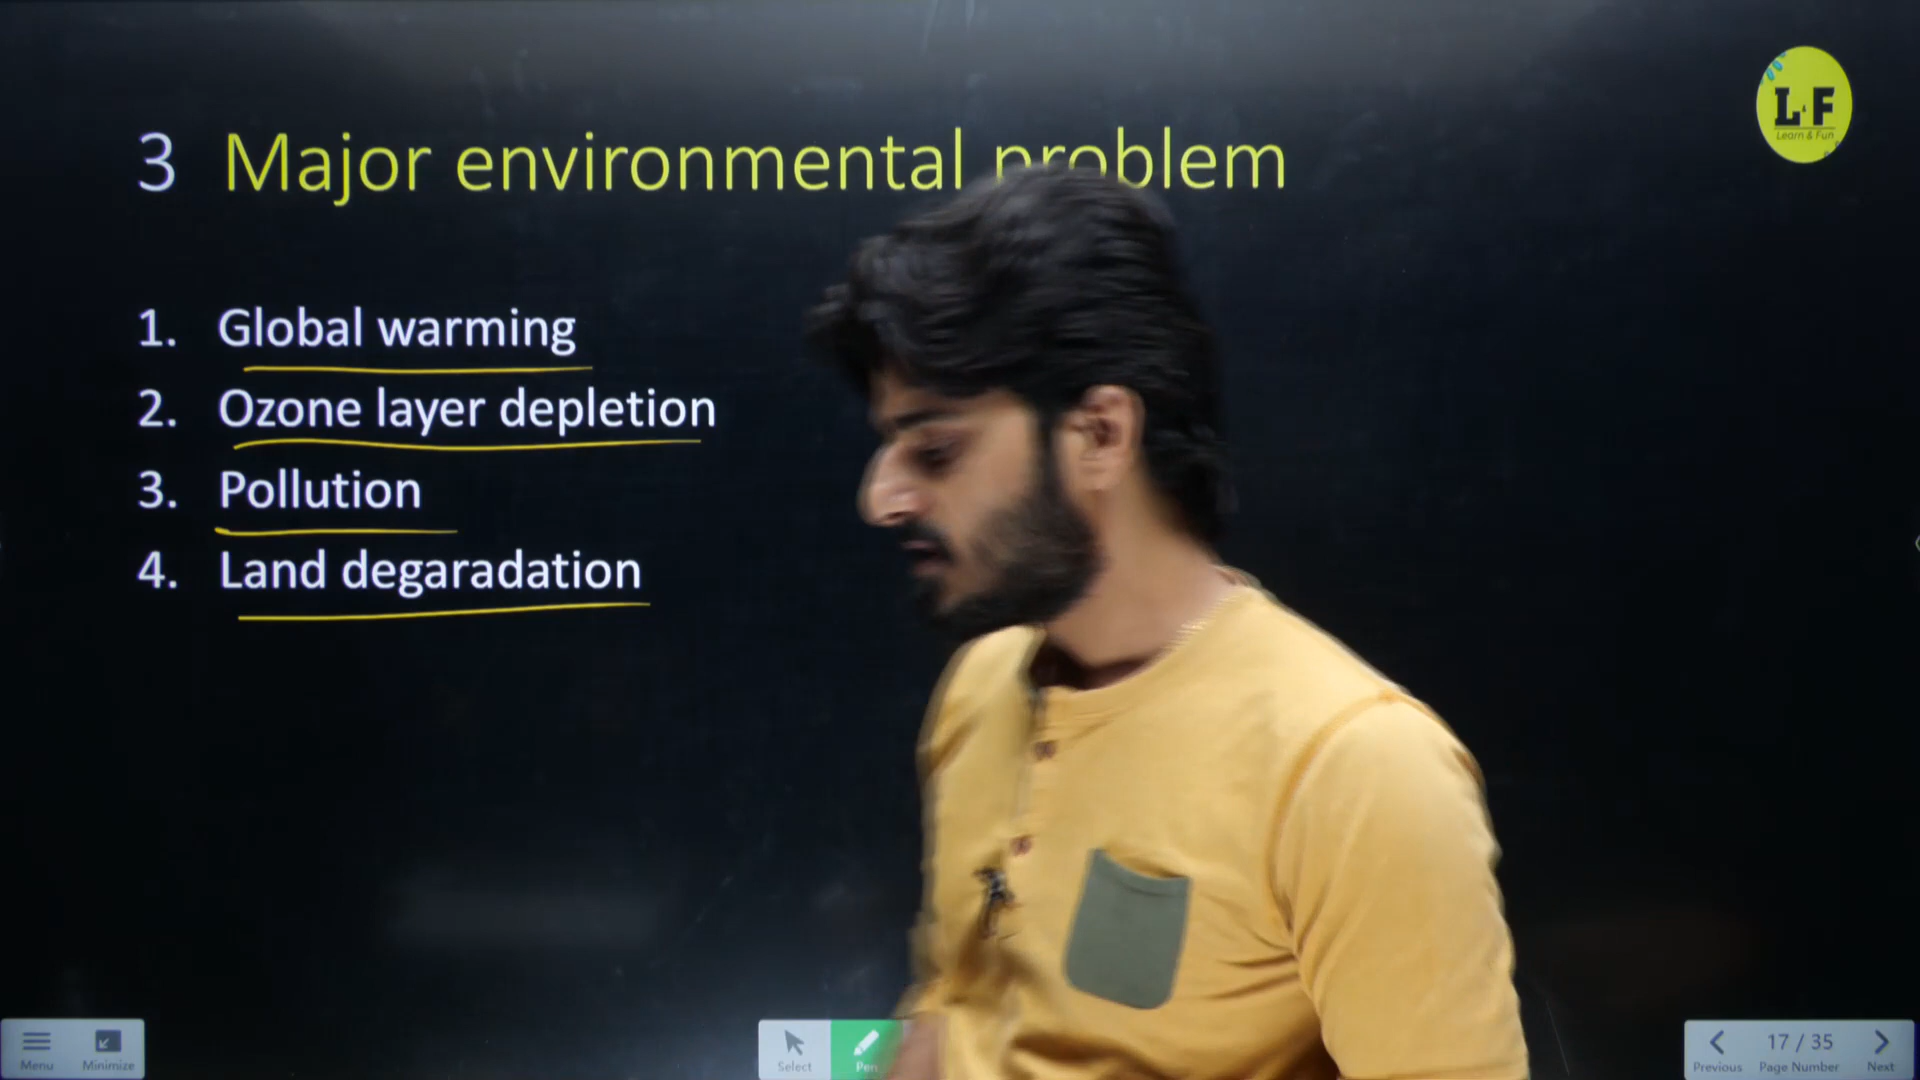 L&F
Learn & Fun
3 Major environmental problem
1. Global warming
2. Ozone layer depletion
3. Pollution
4. Land degaradation
Menu
Minimize
Select
Pen
17 / 35
Previous
Page Number
Next